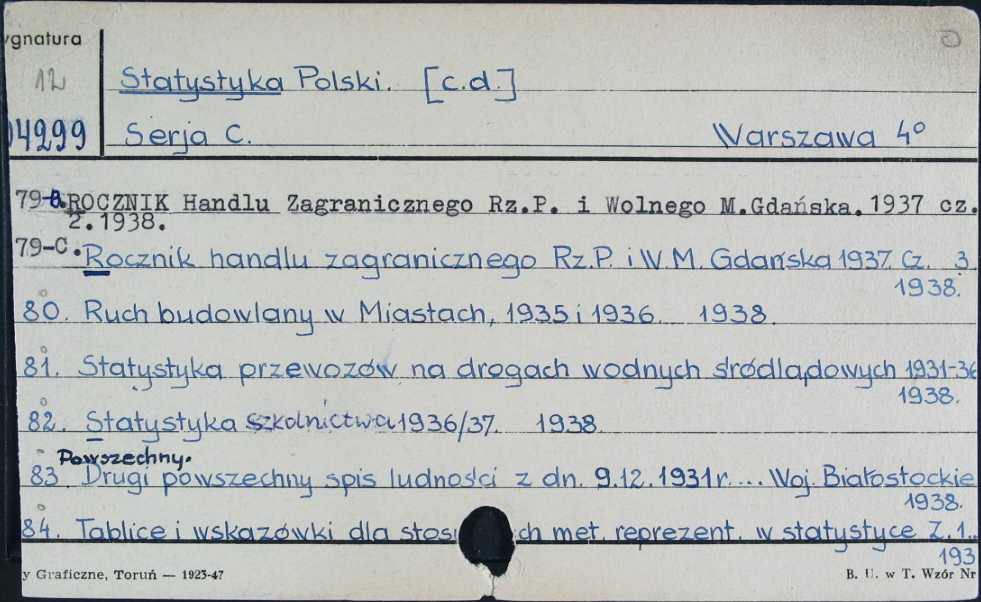 ygnatura
12 Statystyka Polski. [c.d.]
04299 Serja C. Warszawa 4°
79-B. ROCZNIK Handlu Zagranicznego Rz.P. i Wolnego M.Gdańska. 1937 cz.
2. 1938.
79-C. Rocznik handlu zagranicznego Rz.P. i W.M. Gdańska 1937. Cz. 3
1938.
80. Ruch budowlany w Miastach, 1935 i 1936. 1938.
81. Statystyka przewozów na drogach wodnych śródlądowych 1931-36
1938.
82. Statystyka szkolnictwa 1936/37. 1938.
Powszechny.
83 Drugi powszechny spis ludności z dn. 9.12.1931r. ... Woj. Białostockie
1938.
84. Tablice i wskazówki dla stos ch met. reprezent. w statystyce Z.1..
193
y Graficzne, Toruń — 1923-47 B. U. w T. Wzór Nr